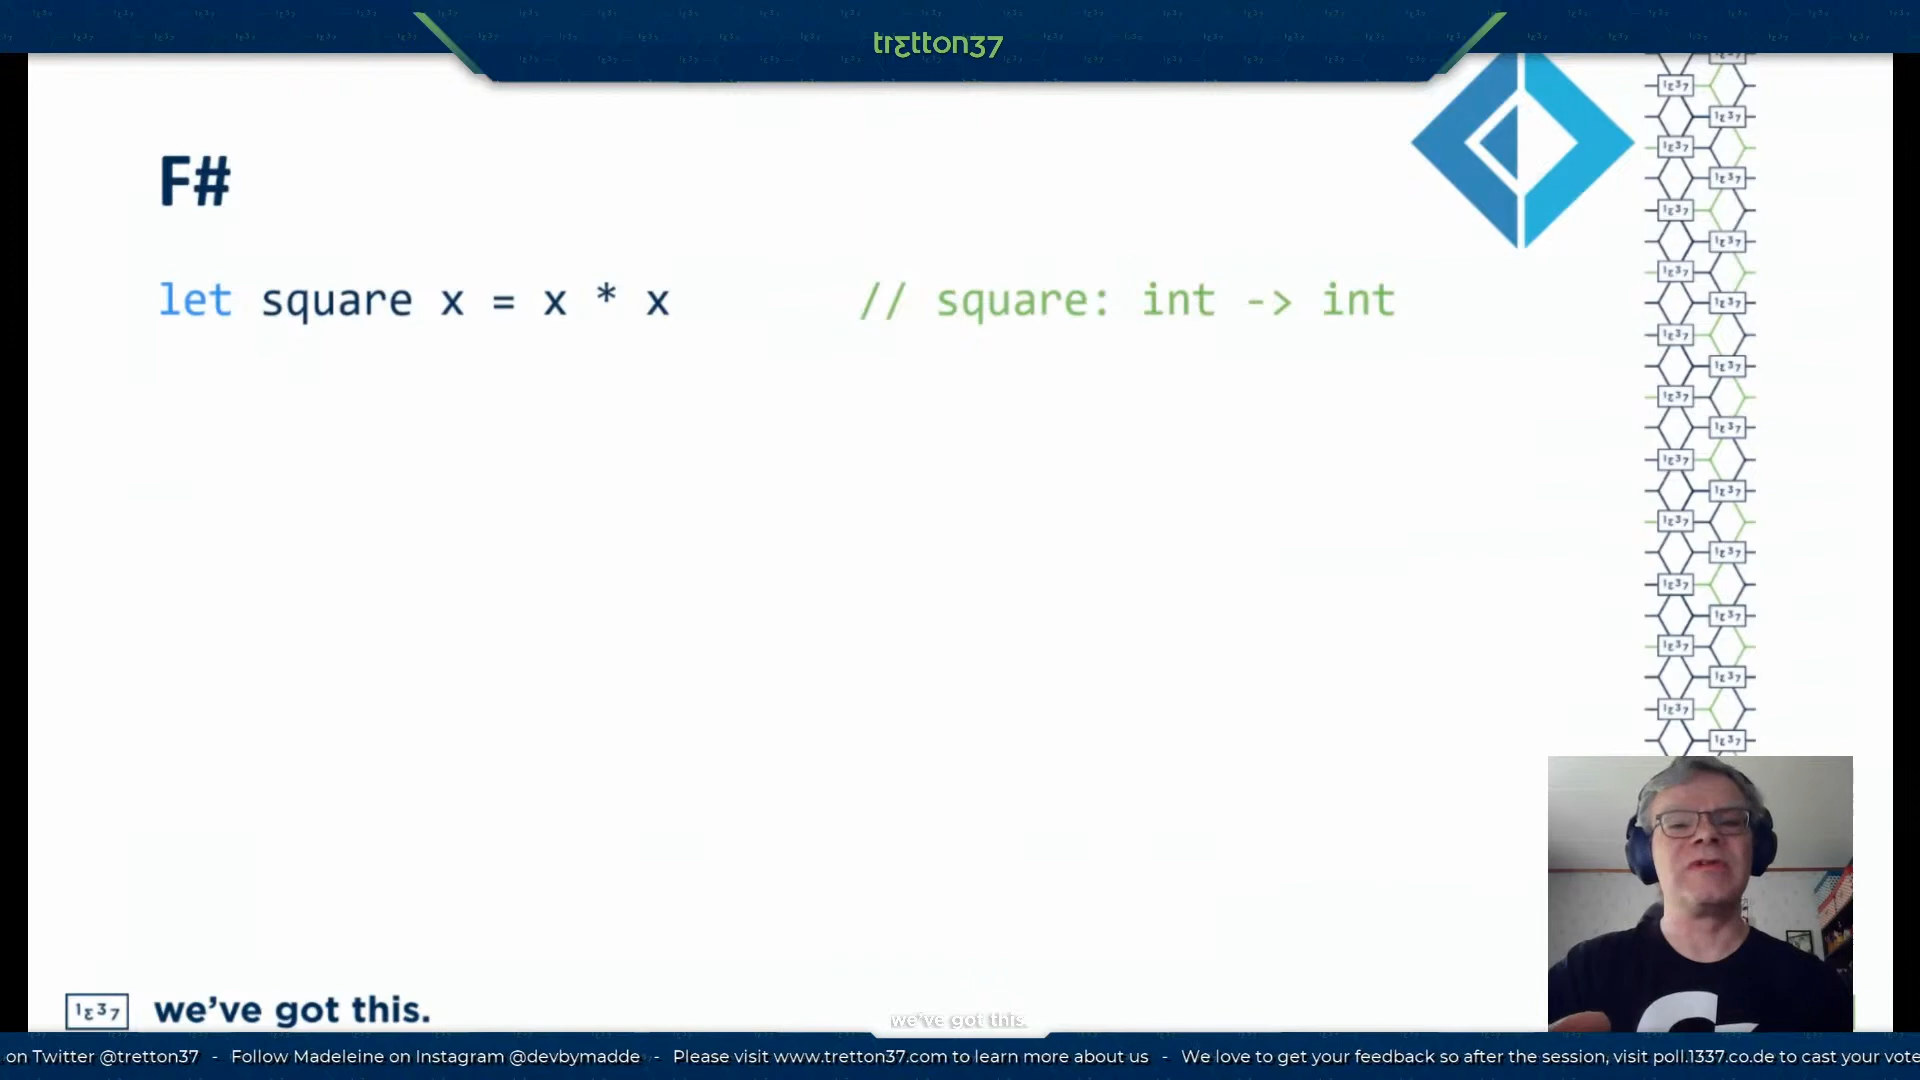 trɛtton37
F#
let square x = x * x // square: int -> int
1ɛ37 we've got this.
we've got this.
on Twitter @tretton37 - Follow Madeleine on Instagram @devbymadde - Please visit www.tretton37.com to learn more about us - We love to get your feedback so after the session, visit poll.1337.co.de to cast your vote